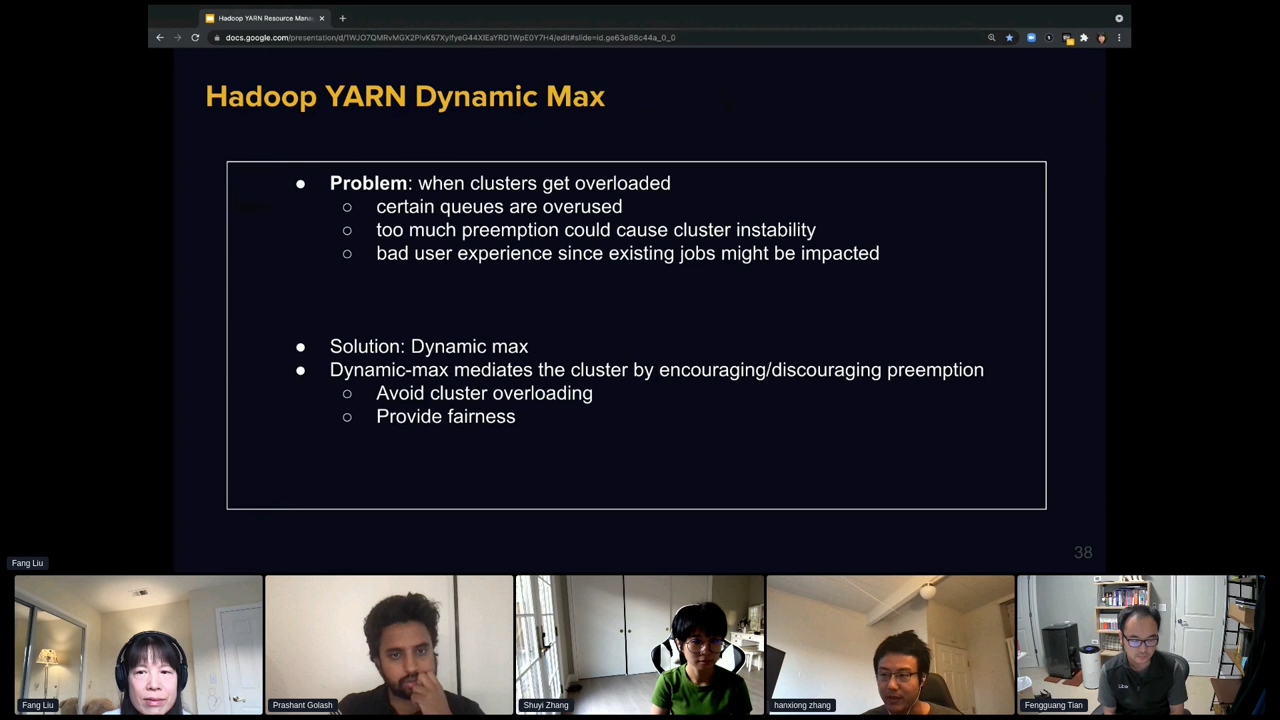 Hadoop YARN Resource Mana
docs.google.com/presentation/d/1WJO7QMRvMGX2PIvK57XyIfyeG44XIEaYRD1WpE0Y7H4/edit#slide=id.ge63e88c44a_0_0
Hadoop YARN Dynamic Max
● Problem: when clusters get overloaded
○ certain queues are overused
○ too much preemption could cause cluster instability
○ bad user experience since existing jobs might be impacted
● Solution: Dynamic max
● Dynamic-max mediates the cluster by encouraging/discouraging preemption
○ Avoid cluster overloading
○ Provide fairness
38
Fang Liu
Fang Liu
Prashant Golash
Shuyi Zhang
hanxiong zhang
Fengguang Tian